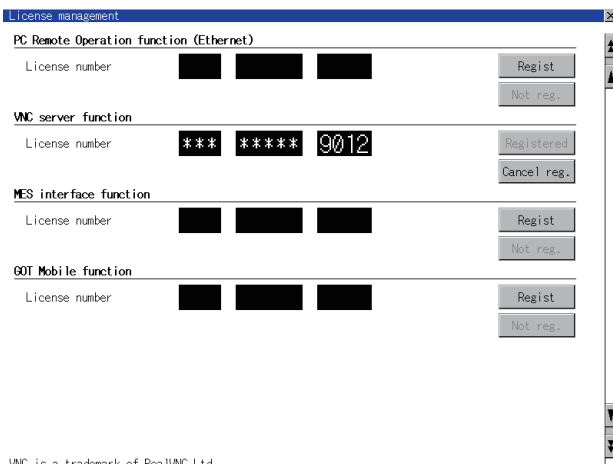 License management
PC Remote Operation function (Ethernet)
License number Regist
Not reg.
VNC server function
License number *** ***** 9012 Registered
Cancel reg.
MES interface function
License number Regist
Not reg.
GOT Mobile function
License number Regist
Not reg.
VNC is a trademark of RealVNC Ltd.